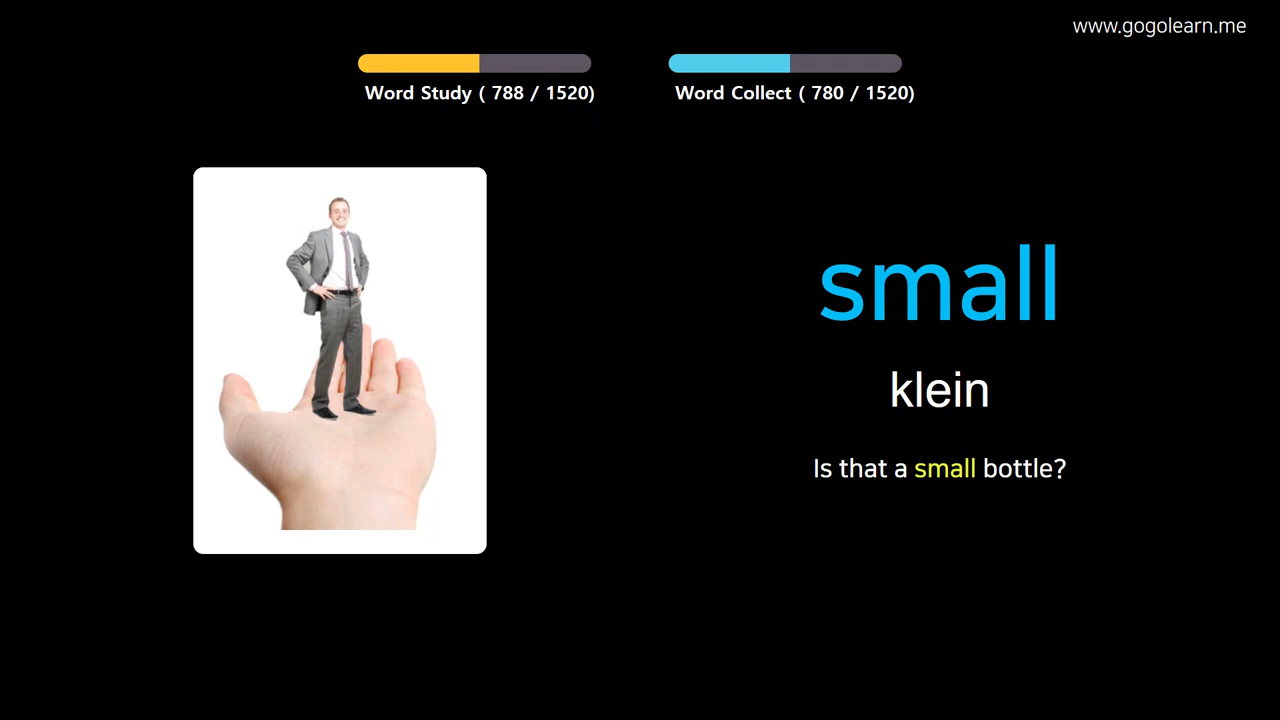 www.gogolearn.me
Word Study ( 788 / 1520)
Word Collect ( 780 / 1520)
small
klein
Is that a small bottle?